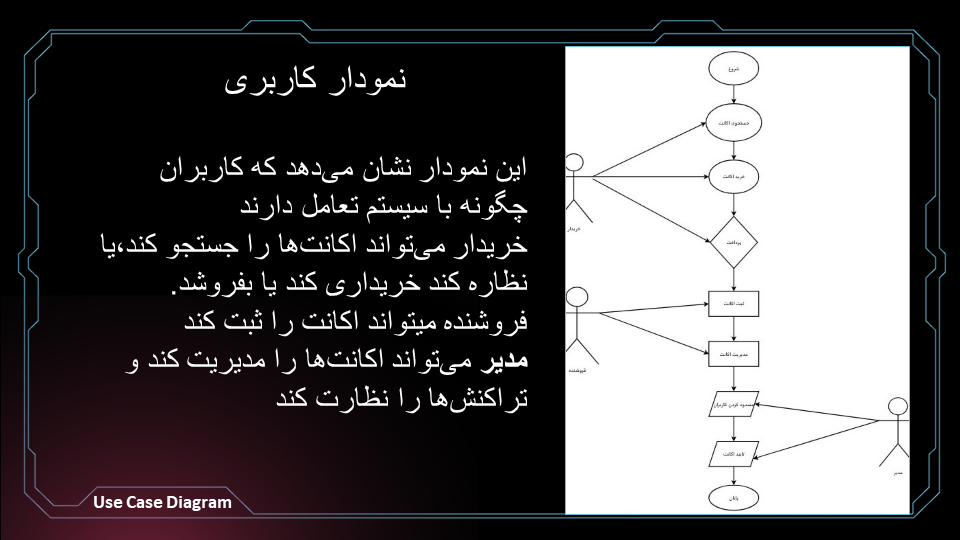 نمودار کاربری
این نمودار نشان می‌دهد که کاربران
چگونه با سیستم تعامل دارند
خریدار می‌تواند اکانت‌ها را جستجو کند،یا
نظاره کند خریداری کند یا بفروشد.
فروشنده میتواند اکانت را ثبت کند
مدیر می‌تواند اکانت‌ها را مدیریت کند و
تراکنش‌ها را نظارت کند
Use Case Diagram
شروع
جستجوی اکانت
خرید اکانت
پرداخت
خریدار
ثبت اکانت
مدیریت اکانت
فروشنده
مسدود کردن کاربران
تایید اکانت
مدیر
پایان